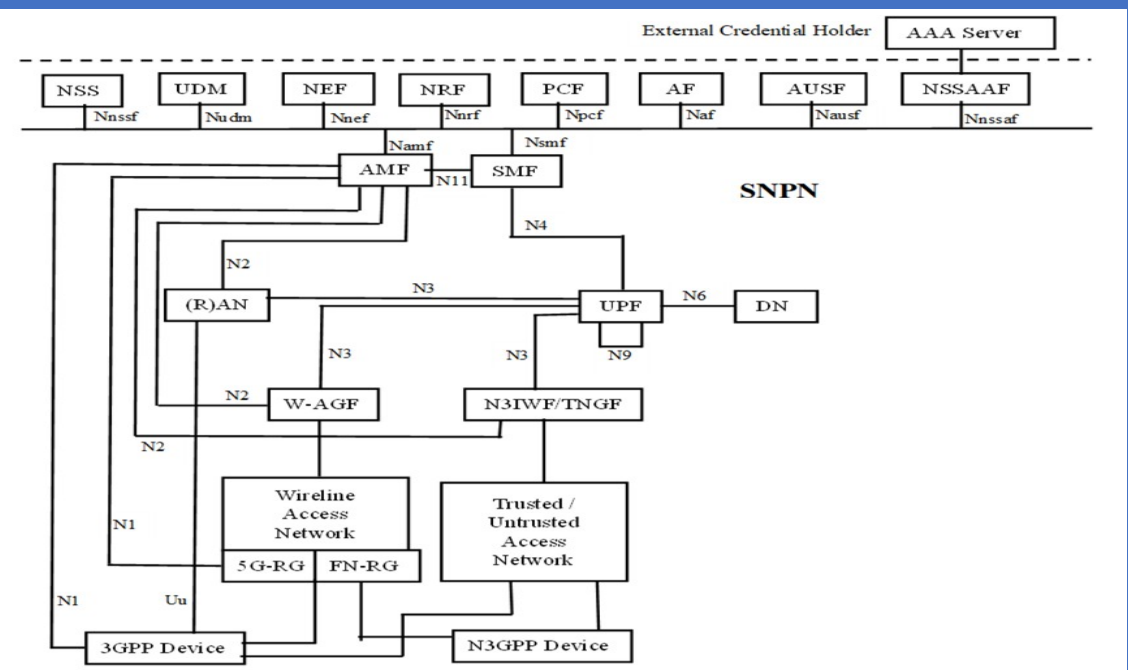 External Credential Holder
AAA Server
NSS
UDM
NEF
NRF
PCF
AF
AUSF
NSSAAF
Nnssf
Nudm
Nnef
Nnrf
Npcf
Naf
Nausf
Nnssaf
Namf
Nsmf
AMF
N11
SMF
SNPN
N4
N2
(R)AN
N3
UPF
N6
DN
N9
N3
N3
N2
W-AGF
N3IWF/TNGF
N2
Wireline
Access
Network
Trusted /
Untrusted
Access
Network
N1
5G-RG
FN-RG
N1
Uu
3GPP Device
N3GPP Device